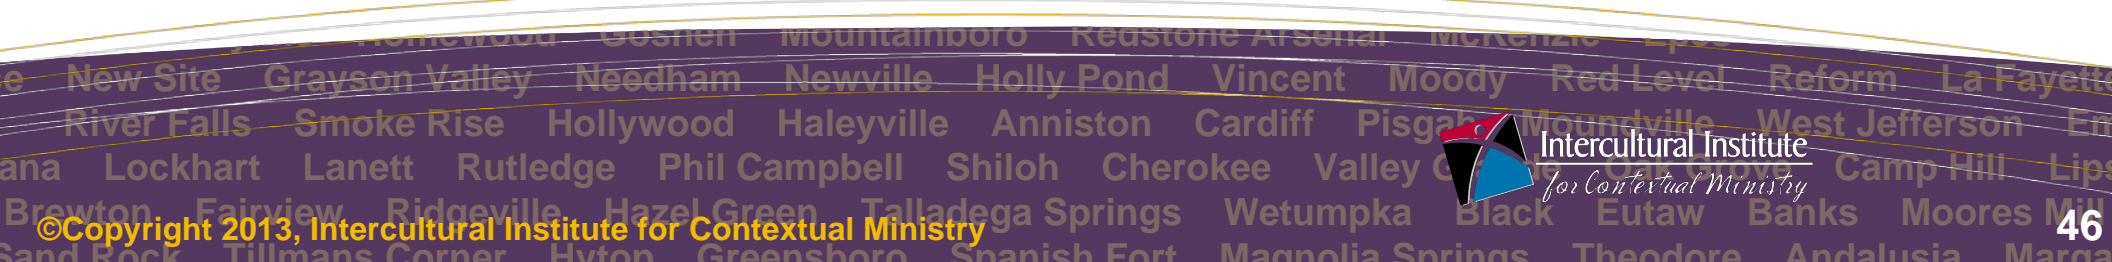 Homewood Goshen Mountainboro Redstone Arsenal McKenzie Epes
New Site Grayson Valley Needham Newville Holly Pond Vincent Moody Red Level Reform La Fayette
River Falls Smoke Rise Hollywood Haleyville Anniston Cardiff Pisgah Moundville West Jefferson
Lockhart Lanett Rutledge Phil Campbell Shiloh Cherokee Valley Camp Hill
Intercultural Institute
for Contextual Ministry
Brewton Fairview Ridgeville Hazel Green Talladega Springs Wetumpka Black Eutaw Banks Moores
©Copyright 2013, Intercultural Institute for Contextual Ministry
46
Sand Rock Tillmans Corner Hytop Greensboro Spanish Fort Magnolia Springs Theodore Andalusia